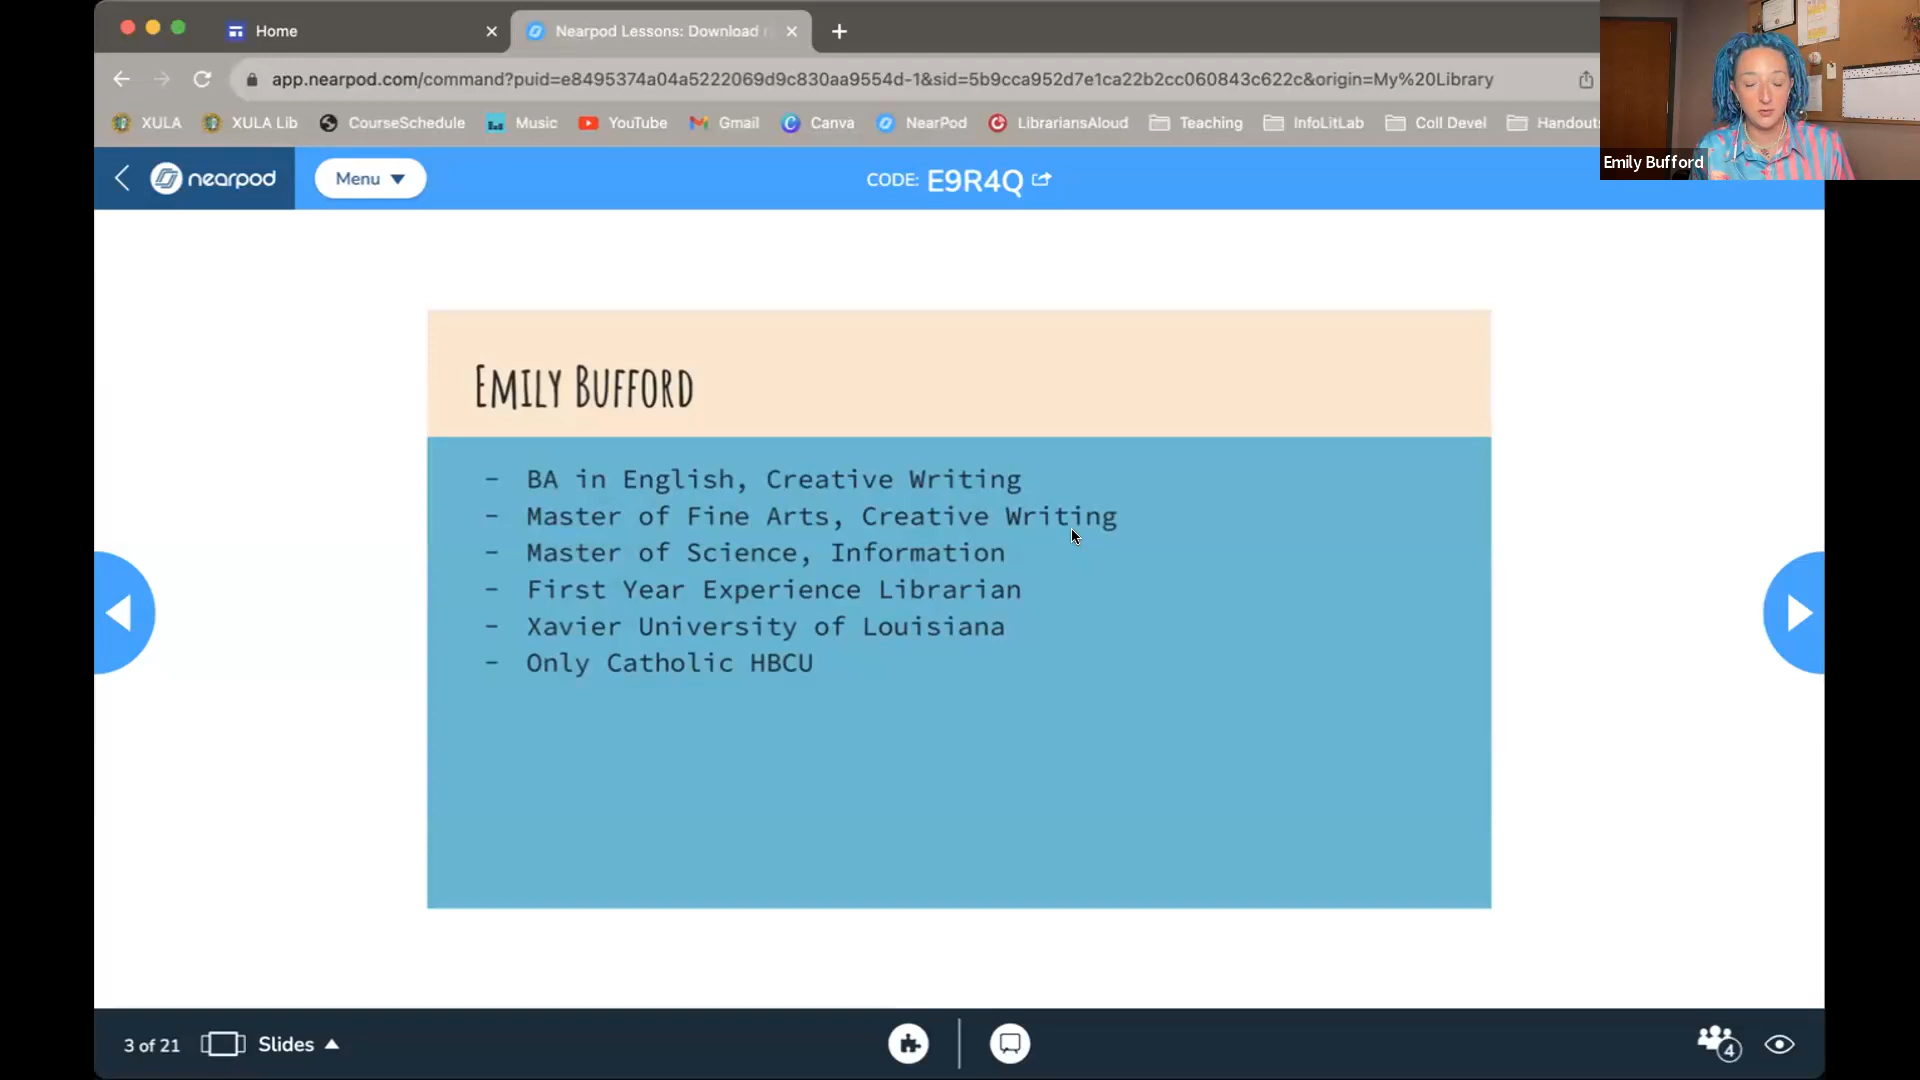 Home
Nearpod Lessons: Download
app.nearpod.com/command?puid=e8495374a04a5222069d9c830aa9554d-1&sid=5b9cca952d7e1ca22b2cc060843c622c&origin=My%20Library
XULA XULA Lib CourseSchedule Music YouTube Gmail Canva NearPod LibrariesAloud Teaching InfoLitLab Coll Devel Handouts
Emily Bufford
nearpod Menu CODE: E9R4Q
EMILY BUFFORD
- BA in English, Creative Writing
- Master of Fine Arts, Creative Writing
- Master of Science, Information
- First Year Experience Librarian
- Xavier University of Louisiana
- Only Catholic HBCU
3 of 21 Slides 4